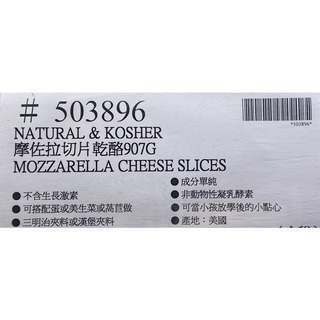 # 503896
*503896*
NATURAL & KOSHER
摩佐拉切片乾酪907G
MOZZARELLA CHEESE SLICES
●不含生長激素
●可搭配蛋或美生菜或萵苣做
●三明治夾料或漢堡夾料
●成分單純
●非動物性凝乳酵素
●可當小孩放學後的小點心
●產地：美國